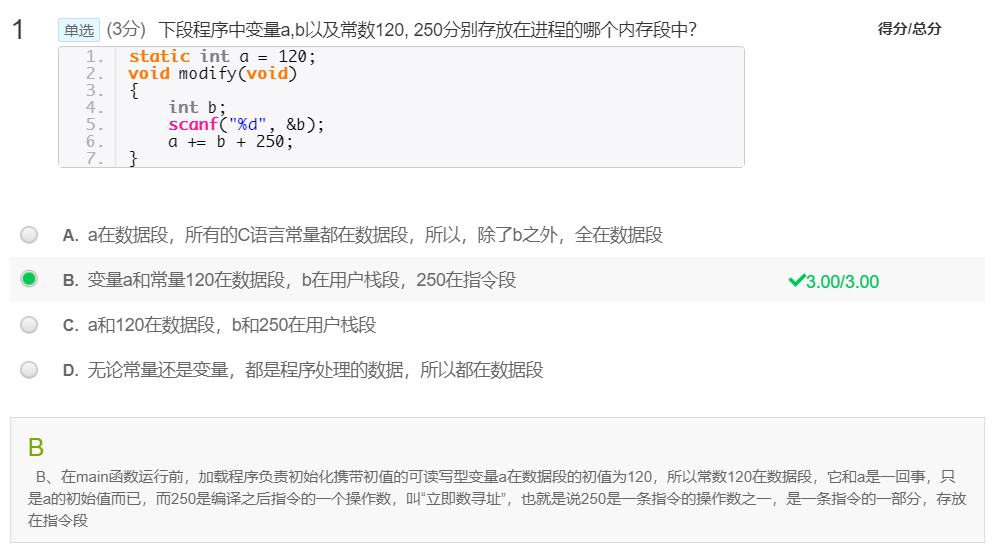 1 单选 (3分) 下段程序中变量a,b以及常数120, 250分别存放在进程的哪个内存段中? 得分/总分
1. static int a = 120;
2. void modify(void)
3. {
4. int b;
5. scanf("%d", &b);
6. a += b + 250;
7. }
A. a在数据段，所有的C语言常量都在数据段，所以，除了b之外，全在数据段
B. 变量a和常量120在数据段，b在用户栈段，250在指令段 3.00/3.00
C. a和120在数据段，b和250在用户栈段
D. 无论常量还是变量，都是程序处理的数据，所以都在数据段
B
B、在main函数运行前，加载程序负责初始化携带初值的可读写型变量a在数据段的初值为120，所以常数120在数据段，它和a是一回事，只
是a的初始值而已，而250是编译之后指令的一个操作数，叫“立即数寻址”，也就是说250是一条指令的操作数之一，是一条指令的一部分，存放
在指令段